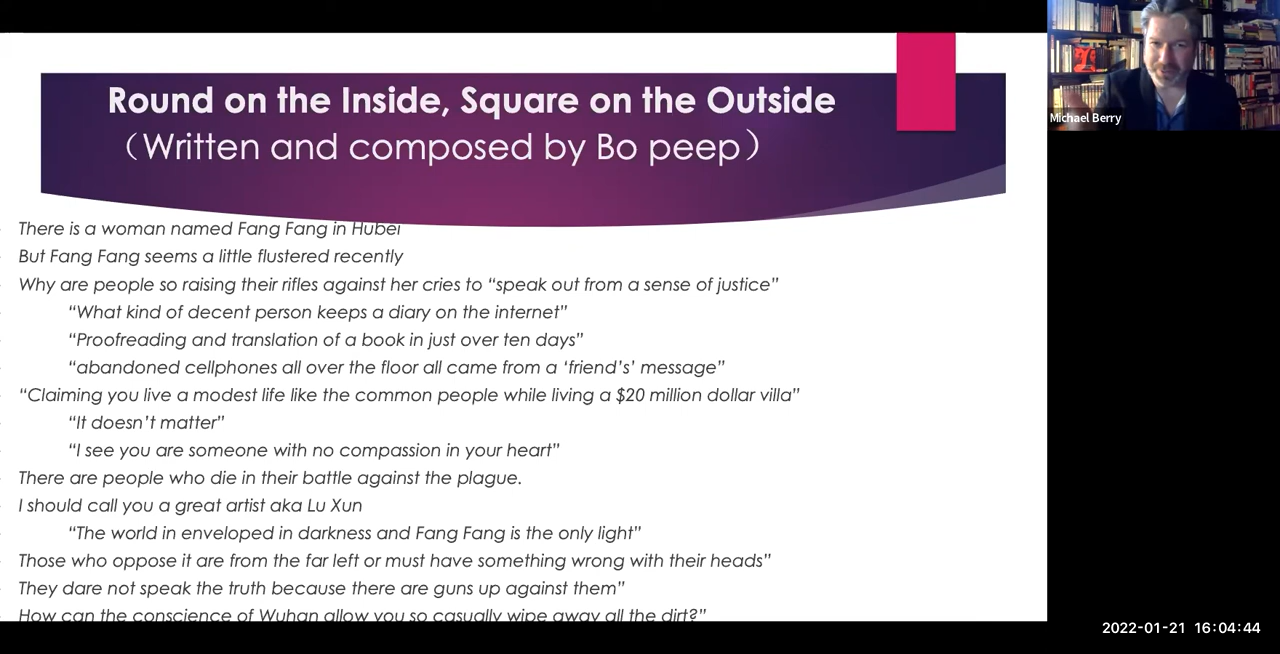 Round on the Inside, Square on the Outside
（Written and composed by Bo peep）
Michael Berry
There is a woman named Fang Fang in Hubei
But Fang Fang seems a little flustered recently
Why are people so raising their rifles against her cries to “speak out from a sense of justice”
“What kind of decent person keeps a diary on the internet”
“Proofreading and translation of a book in just over ten days”
“abandoned cellphones all over the floor all came from a ‘friend’s’ message”
“Claiming you live a modest life like the common people while living a $20 million dollar villa”
“It doesn’t matter”
“I see you are someone with no compassion in your heart”
There are people who die in their battle against the plague.
I should call you a great artist aka Lu Xun
“The world in enveloped in darkness and Fang Fang is the only light”
Those who oppose it are from the far left or must have something wrong with their heads”
They dare not speak the truth because there are guns up against them”
How can the conscience of Wuhan allow you so casually wipe away all the dirt?”
2022-01-21 16:04:44